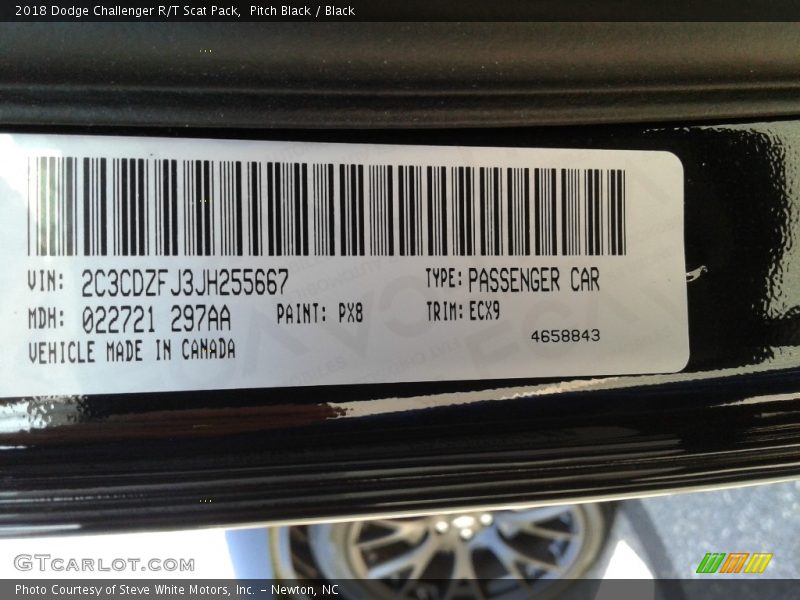 2018 Dodge Challenger R/T Scat Pack,  Pitch Black / Black
VIN: 2C3CDZFJ3JH255667 TYPE: PASSENGER CAR
MDH: 022721 297AA PAINT: PX8 TRIM: ECX9
4658843
VEHICLE MADE IN CANADA
GTCARLOT.COM
Photo Courtesy of Steve White Motors, Inc. – Newton, NC